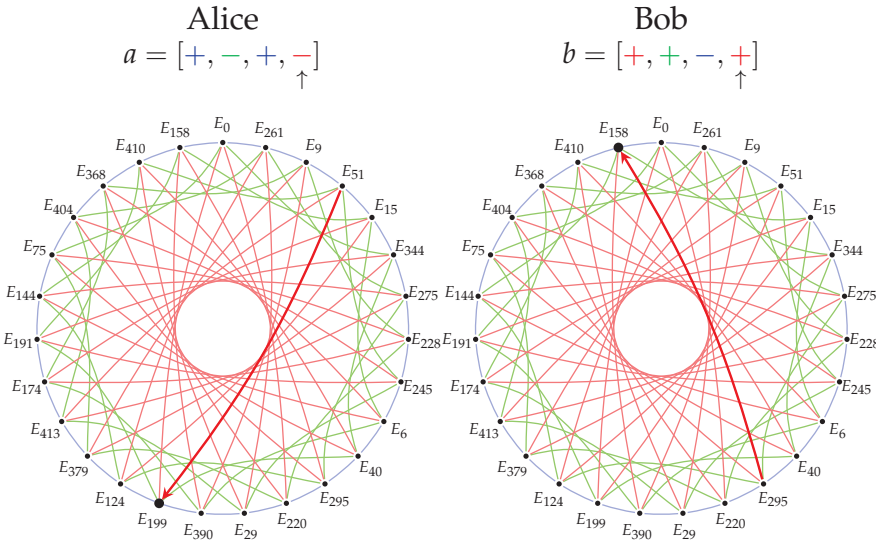 Alice
a = [+, −, +, −]
↑
E158 E0 E261
E410 E9
E368 E51
E404 E15
E75 E344
E144 E275
E191 E228
E174 E245
E413 E6
E379 E40
E124 E295
E199 E220
E390 E29
Bob
b = [+, +, −, +]
↑
E158 E0 E261
E410 E9
E368 E51
E404 E15
E75 E344
E144 E275
E191 E228
E174 E245
E413 E6
E379 E40
E124 E295
E199 E220
E390 E29